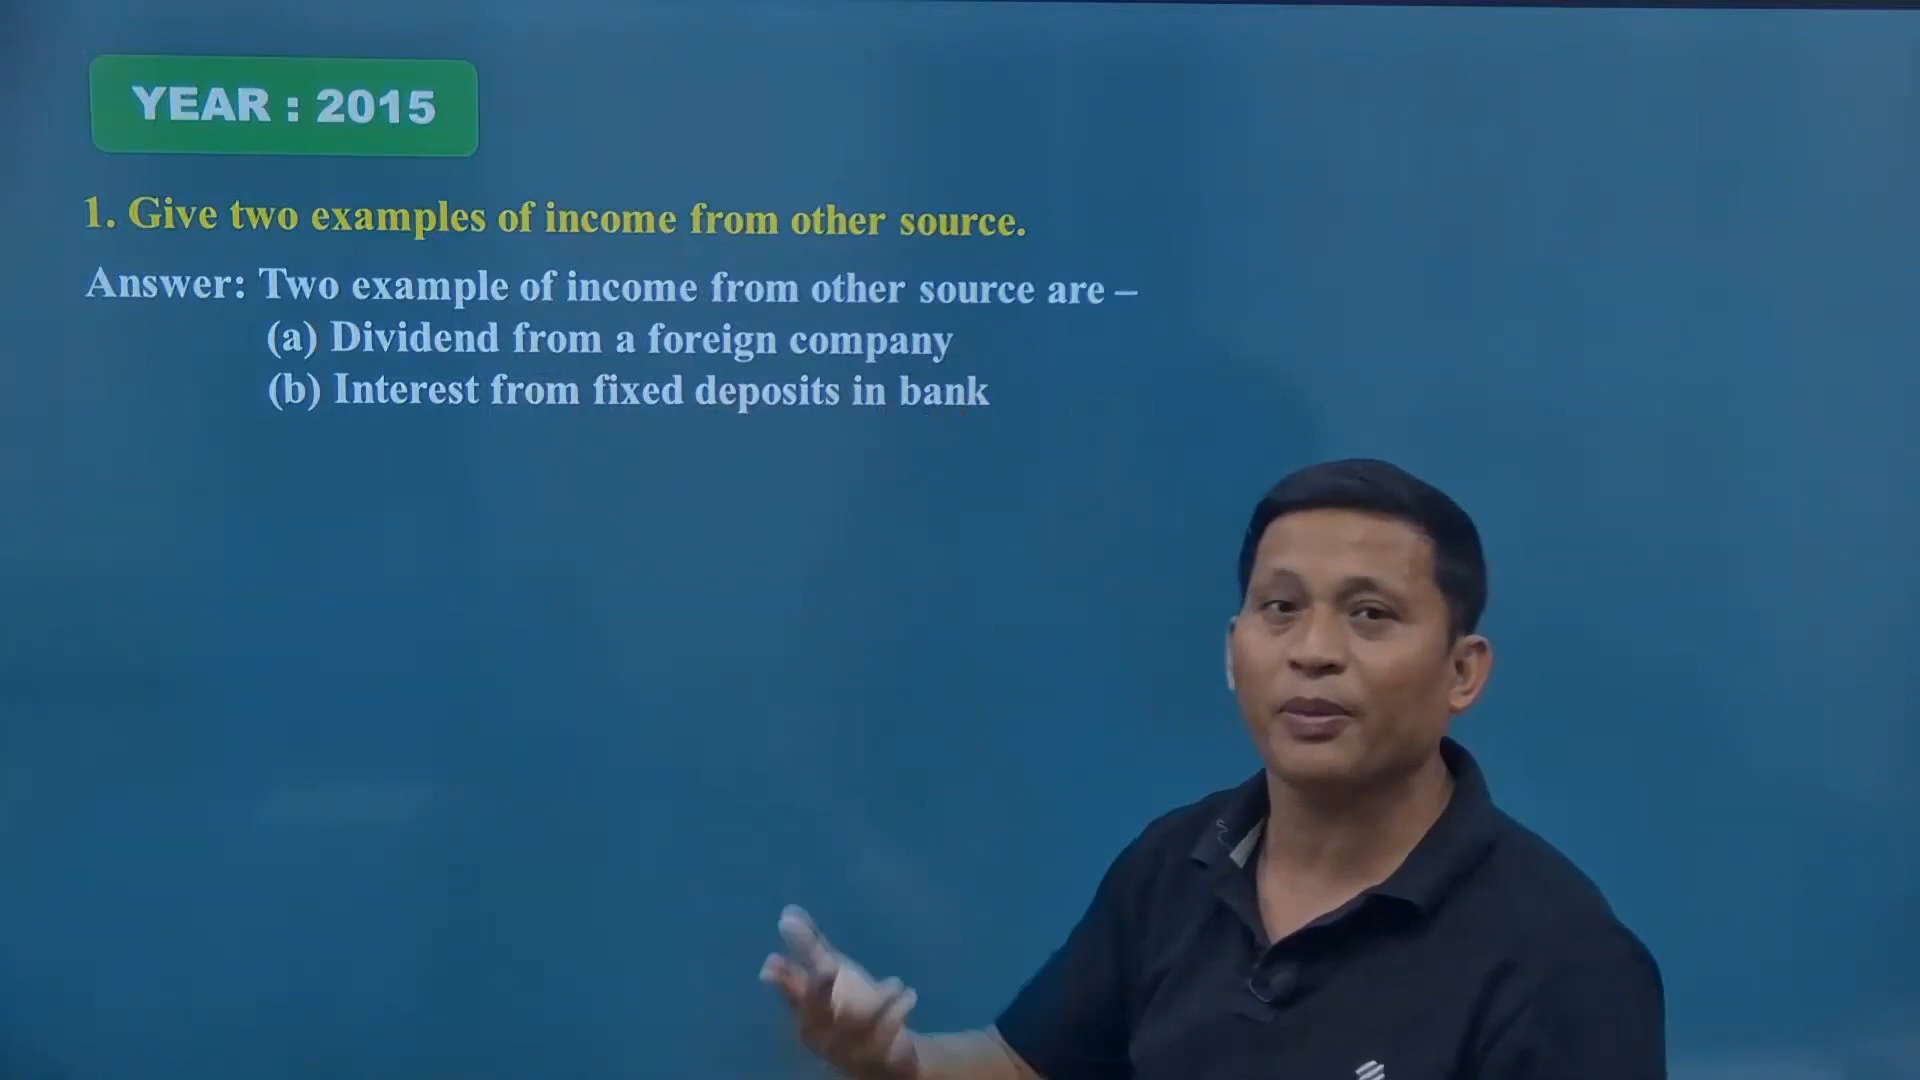 YEAR : 2015
1. Give two examples of income from other source.
Answer: Two example of income from other source are –
(a) Dividend from a foreign company
(b) Interest from fixed deposits in bank